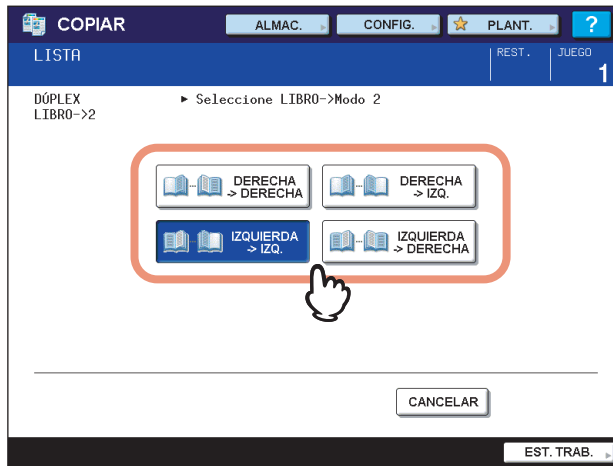 COPIAR
ALMAC.
CONFIG.
PLANT.
?
LISTA
REST.
JUEGO
1
DÚPLEX
LIBRO->2
► Seleccione LIBRO->Modo 2
DERECHA
-> DERECHA
DERECHA
-> IZQ.
IZQUIERDA
-> IZQ.
IZQUIERDA
-> DERECHA
CANCELAR
EST. TRAB.